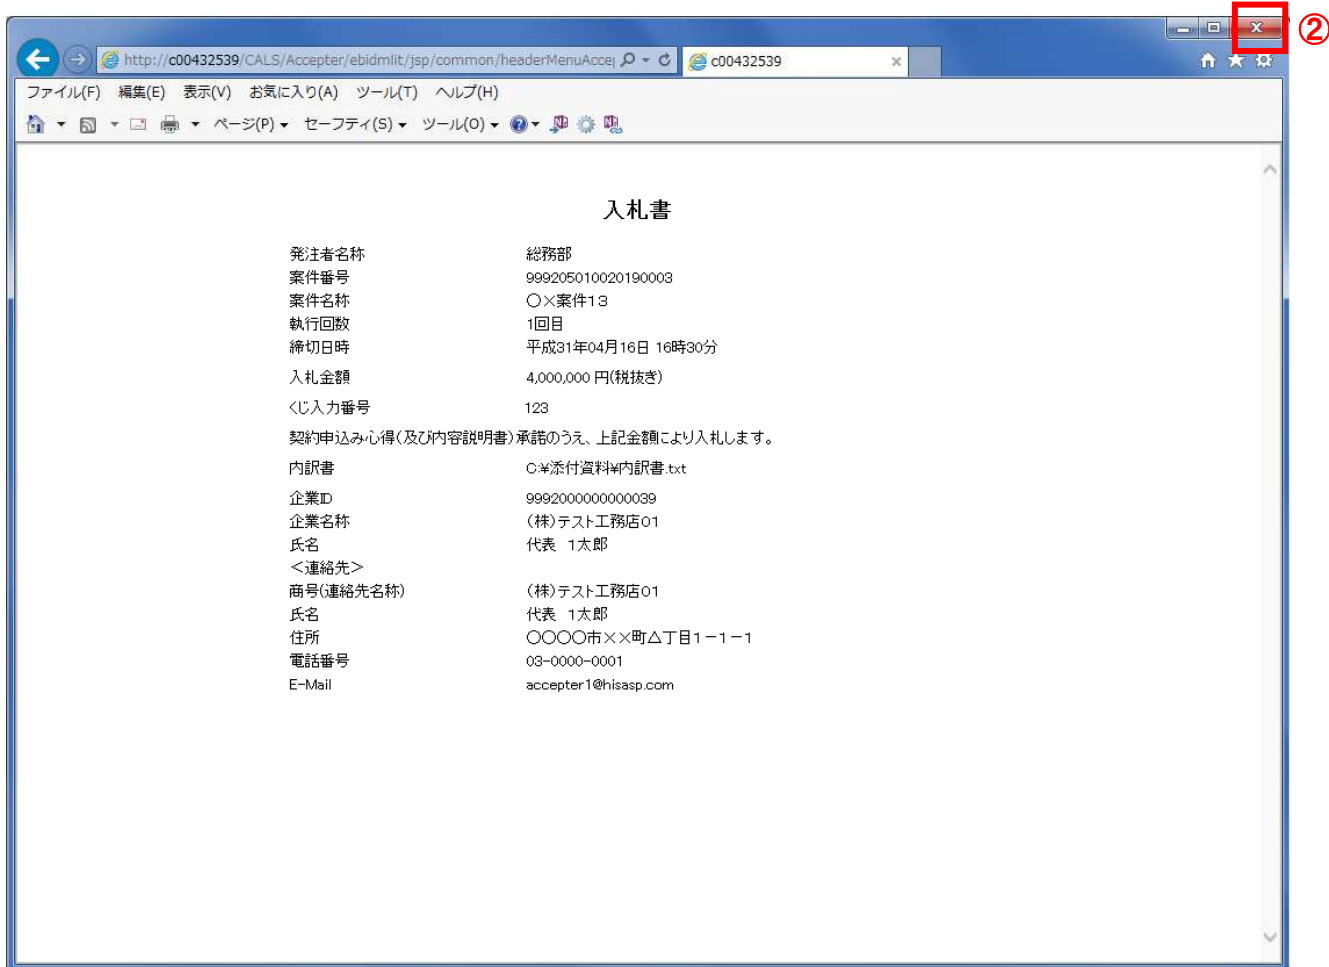 ②
http://c00432539/CALS/Accepter/ebidmlit/jsp/common/headerMenuAccep
c00432539
ファイル(F) 編集(E) 表示(V) お気に入り(A) ツール(T) ヘルプ(H)
ページ(P) セーフティ(S) ツール(O)
入札書
発注者名称 総務部
案件番号 999205010020190003
案件名称 〇×案件13
執行回数 1回目
締切日時 平成31年04月16日 16時30分
入札金額 4,000,000 円(税抜き)
くじ入力番号 123
契約申込み心得(及び内容説明書)承諾のうえ、上記金額により入札します。
内訳書 C:¥添付資料¥内訳書.txt
企業ID 9992000000000039
企業名称 (株)テスト工務店01
氏名 代表 1太郎
<連絡先>
商号(連絡先名称) (株)テスト工務店01
氏名 代表 1太郎
住所 〇〇〇〇市××町△丁目1-1-1
電話番号 03-0000-0001
E-Mail accepter1@hisasp.com